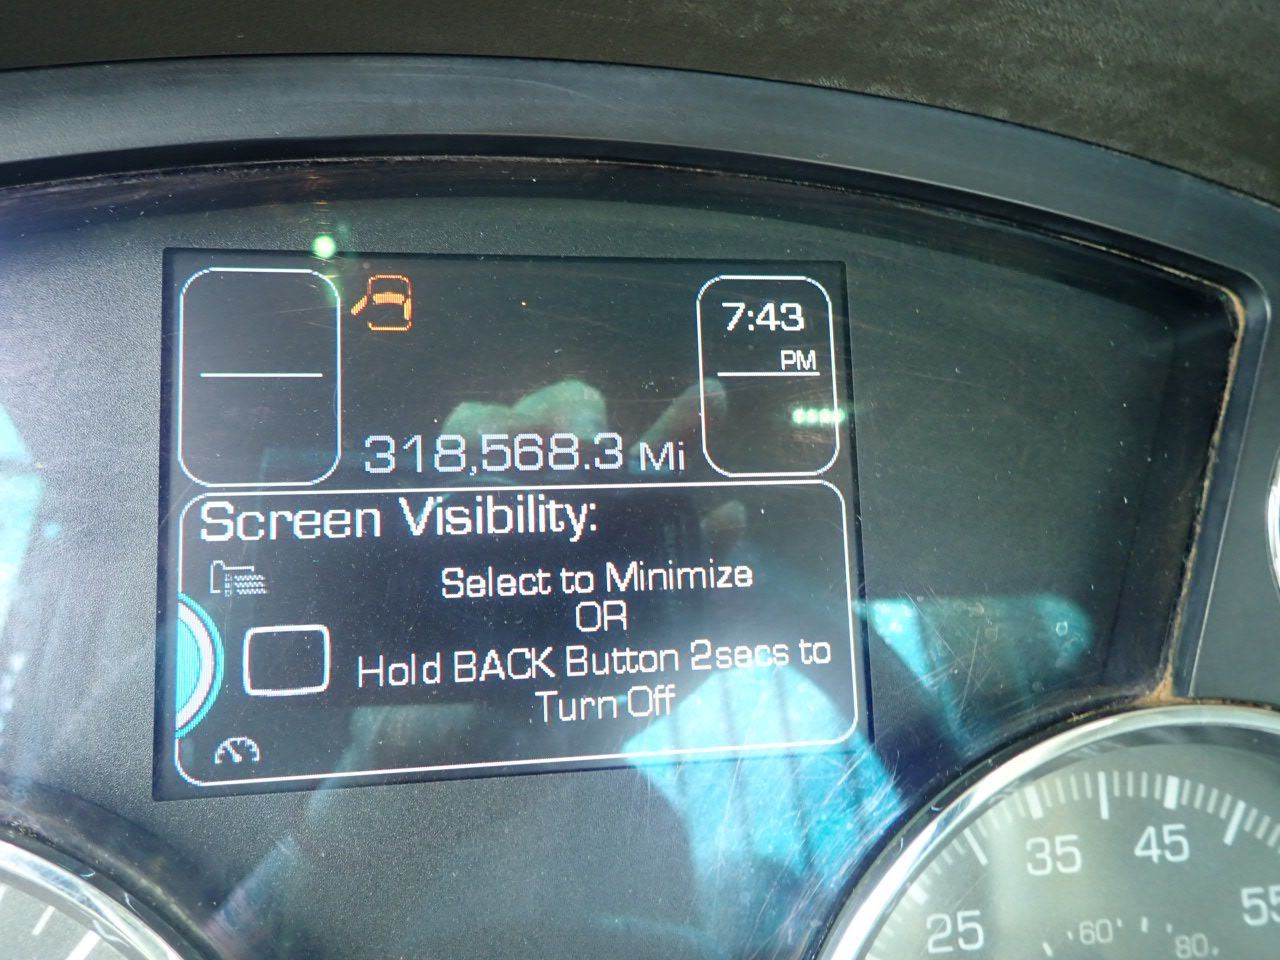 7:43
PM
318,568.3 Mi
Screen Visibility:
Select to Minimize
OR
Hold BACK Button 2secs to
Turn Off
35
45
55
25
60
80